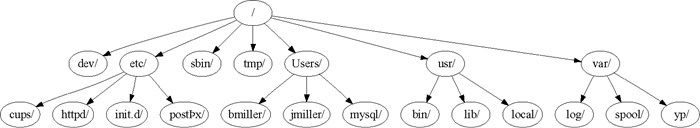 /
dev/ etc/ sbin/ tmp/ Users/ usr/ var/
cups/ httpd/ init.d/ postÞx/ bmiller/ jmiller/ mysql/ bin/ lib/ local/ log/ spool/ yp/